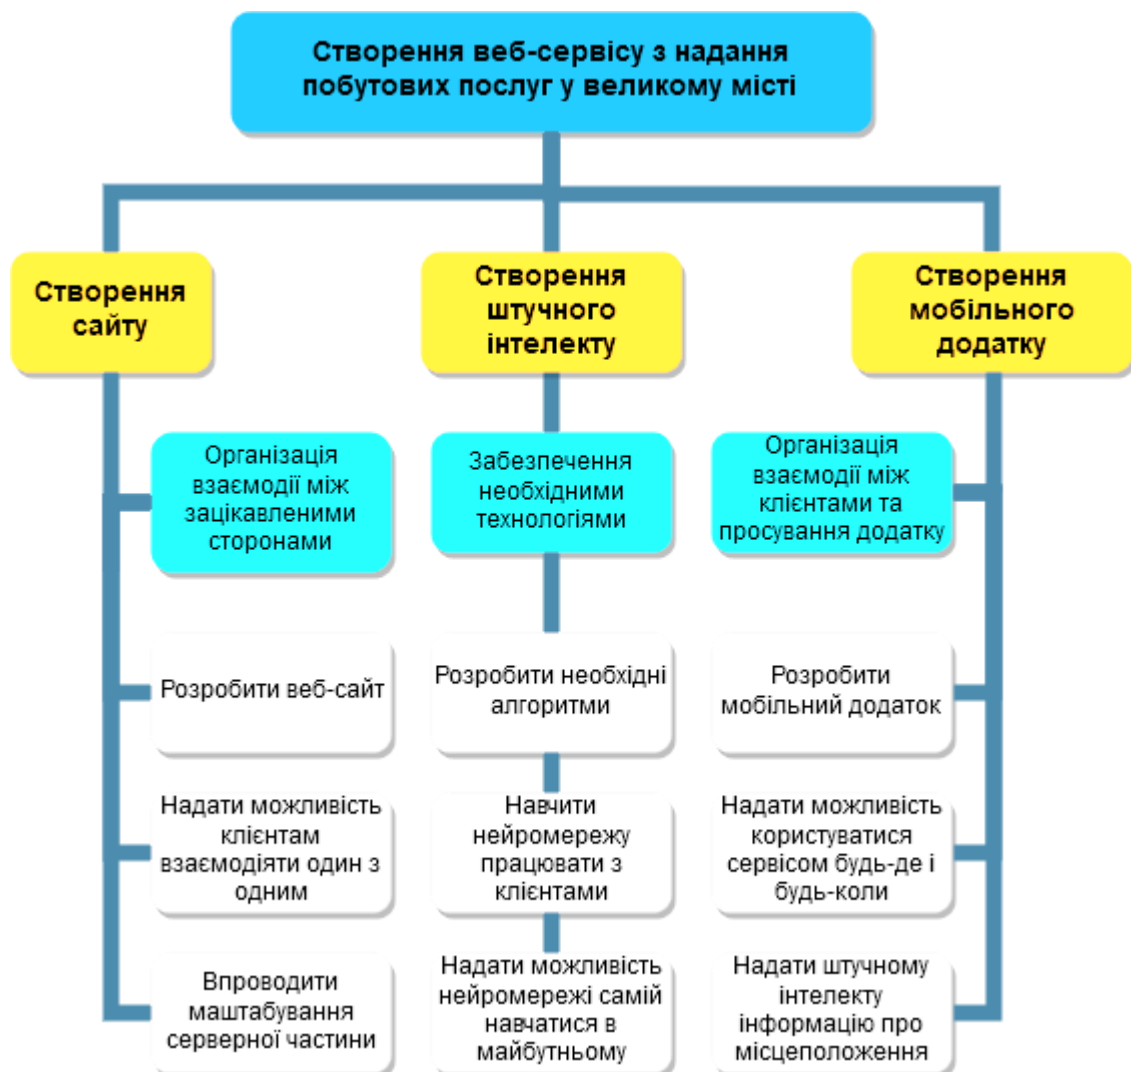 Створення веб-сервісу з надання
побутових послуг у великому місті
Створення
сайту
Створення
штучного
інтелекту
Створення
мобільного
додатку
Організація
взаємодії між
зацікавленими
сторонами
Забезпечення
необхідними
технологіями
Організація
взаємодії між
клієнтами та
просування додатку
Розробити веб-сайт
Розробити необхідні
алгоритми
Розробити
мобільний додаток
Надати можливість
клієнтам
взаємодіяти один з
одним
Навчити
нейромережу
працювати з
клієнтами
Надати можливість
користуватися
сервісом будь-де і
будь-коли
Впроводити
маштабування
серверної частини
Надати можливість
нейромережі самій
навчатися в
майбутньому
Надати штучному
інтелекту
інформацію про
місцеположення